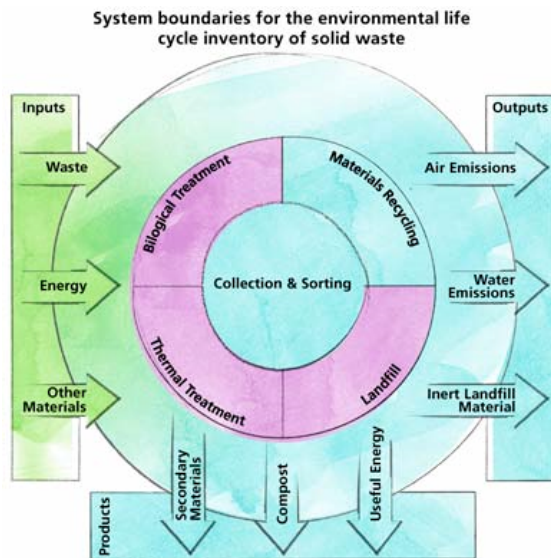 System boundaries for the environmental life
cycle inventory of solid waste
Inputs
Outputs
Waste
Energy
Other
Materials
Bilogical Treatment
Materials Recycling
Collection & Sorting
Thermal Treatment
Landfill
Air Emissions
Water
Emissions
Inert Landfill
Material
Products
Secondary
Materials
Compost
Useful Energy